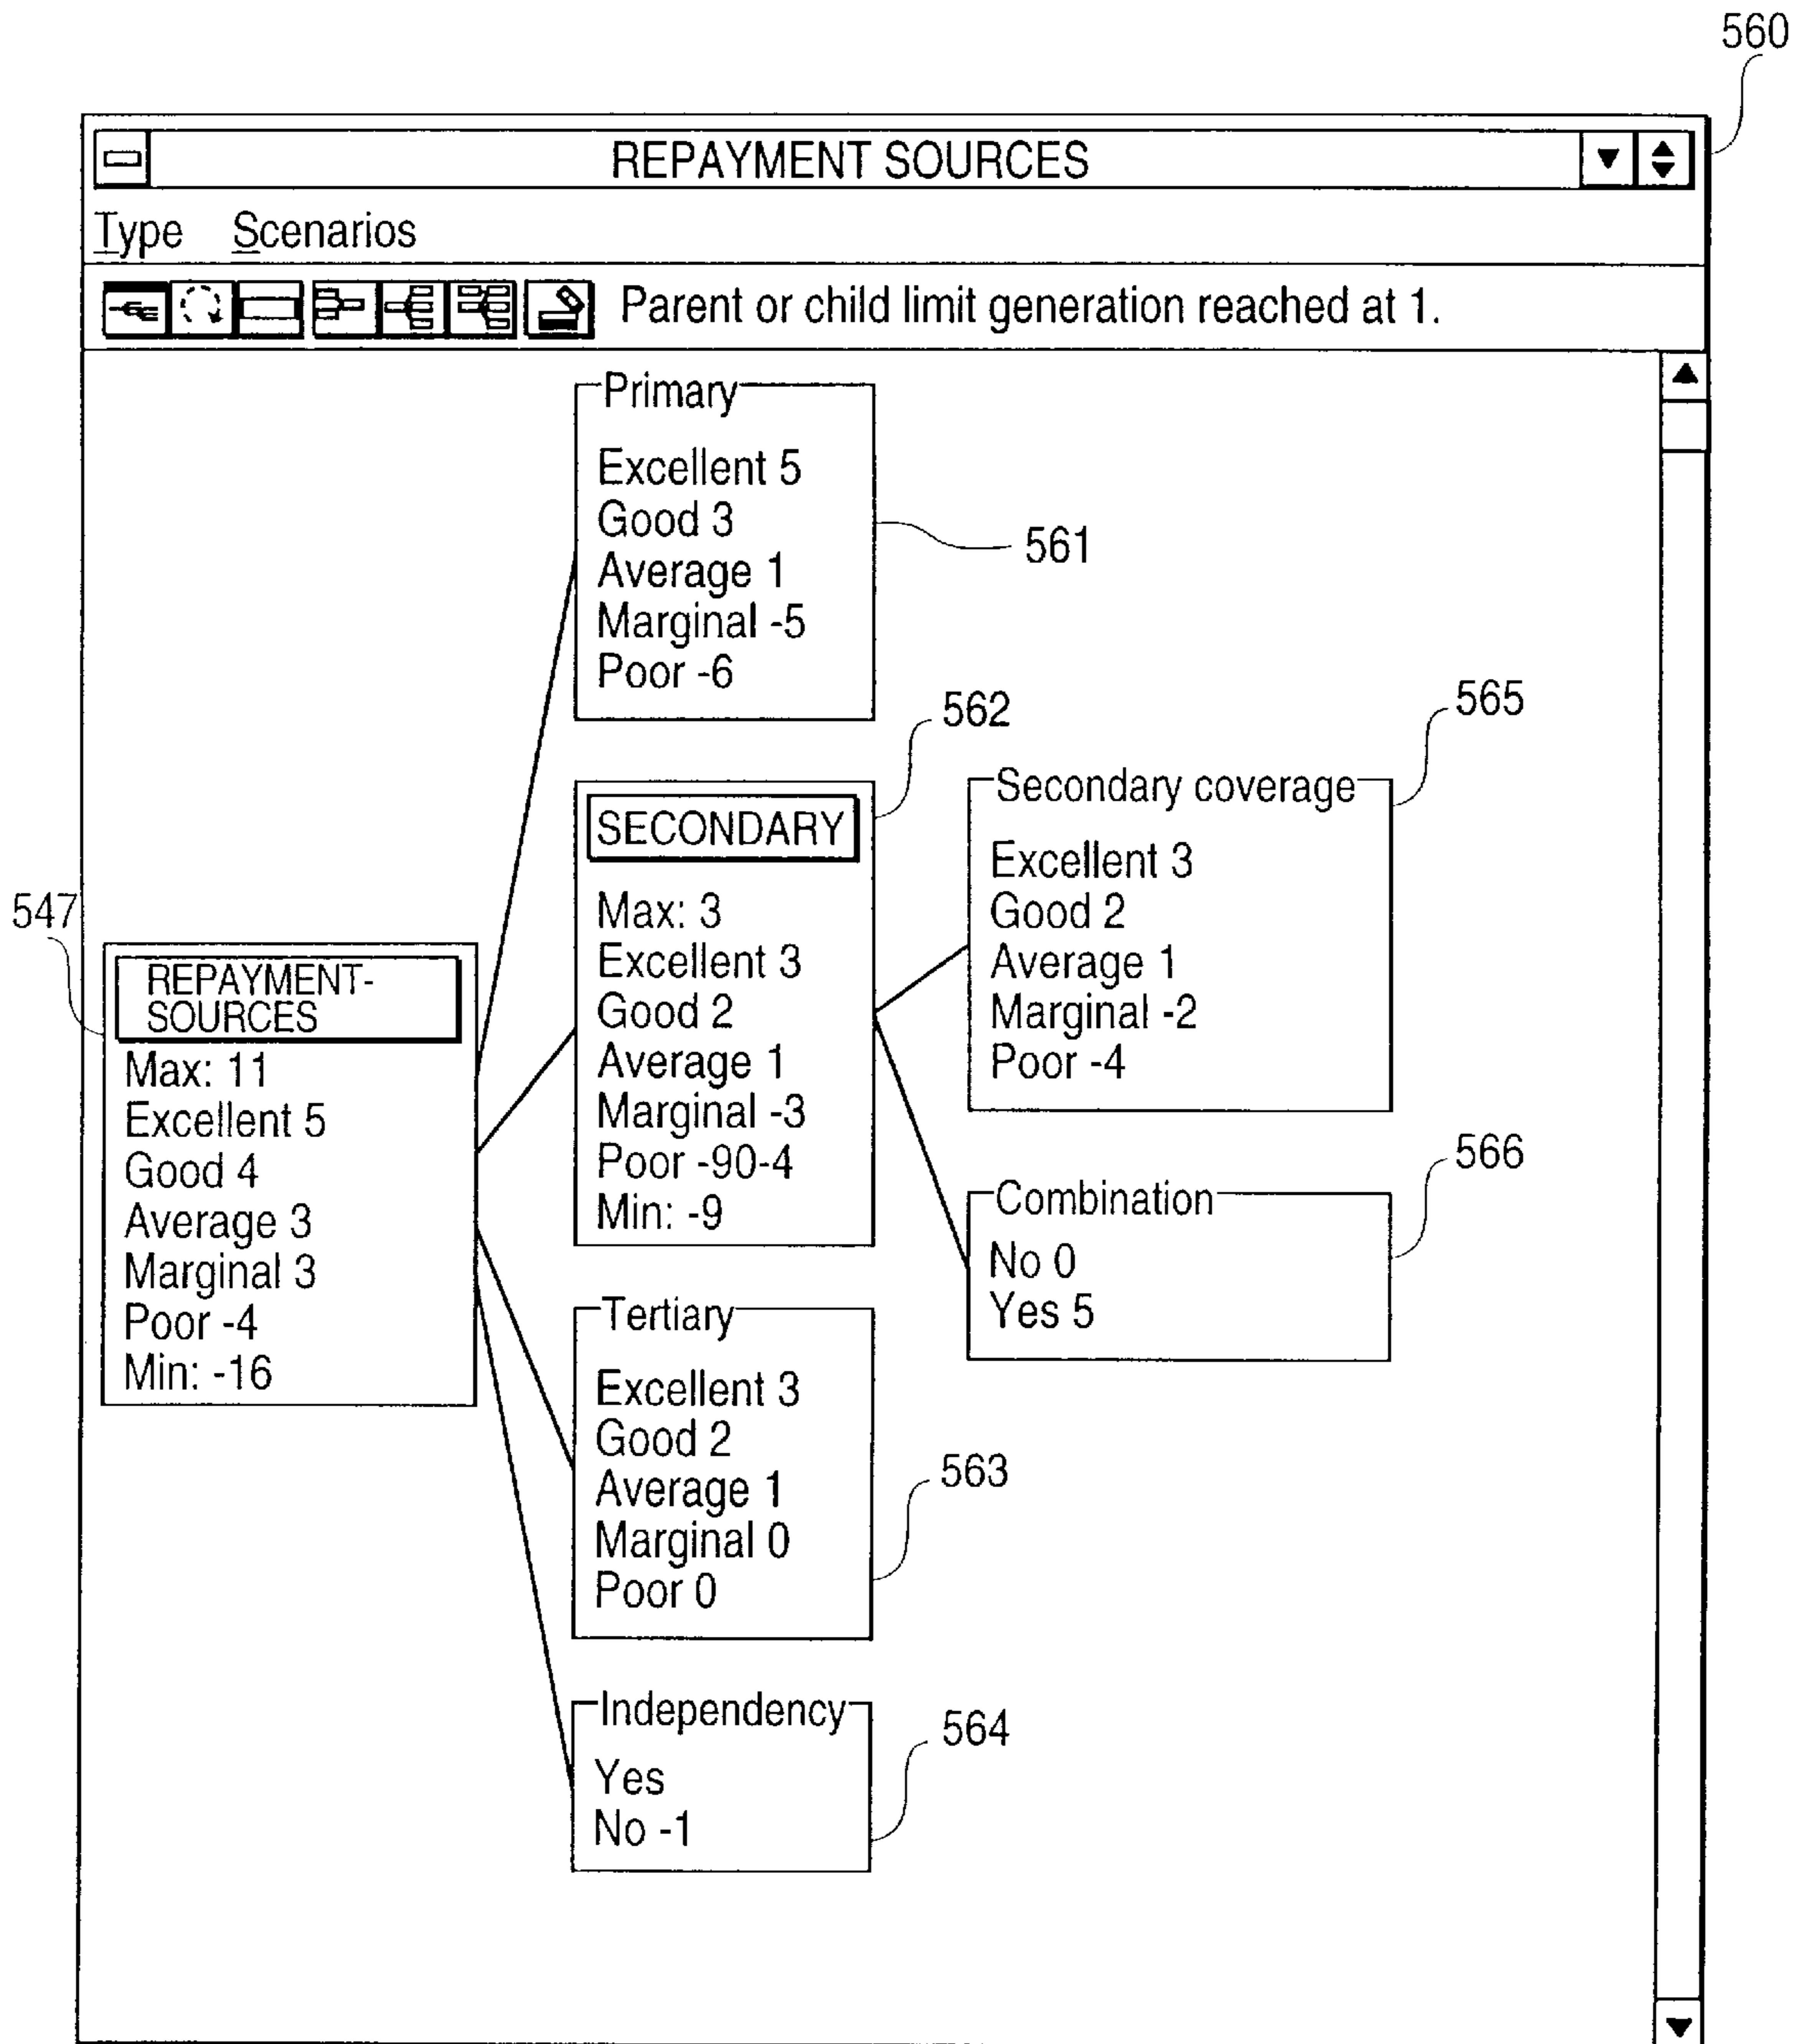 560
REPAYMENT SOURCES
Type Scenarios
Parent or child limit generation reached at 1.
Primary
Excellent 5
Good 3
Average 1
Marginal -5
Poor -6
561
562
SECONDARY
Max: 3
Excellent 3
Good 2
Average 1
Marginal -3
Poor -90-4
Min: -9
565
Secondary coverage
Excellent 3
Good 2
Average 1
Marginal -2
Poor -4
547
REPAYMENT-
SOURCES
Max: 11
Excellent 5
Good 4
Average 3
Marginal 3
Poor -4
Min: -16
566
Combination
No 0
Yes 5
Tertiary
Excellent 3
Good 2
Average 1
Marginal 0
Poor 0
563
Independency
Yes
No -1
564